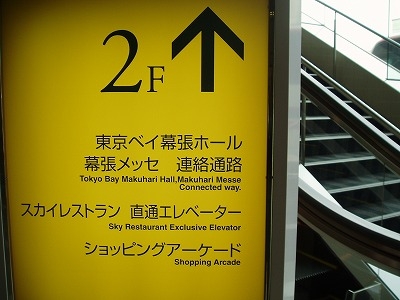 2F
東京ベイ幕張ホール
幕張メッセ 連絡通路
Tokyo Bay Makuhari Hall,Makuhari Messe
Connected way.
スカイレストラン 直通エレベーター
Sky Restaurant Exclusive Elevator
ショッピングアーケード
Shopping Arcade